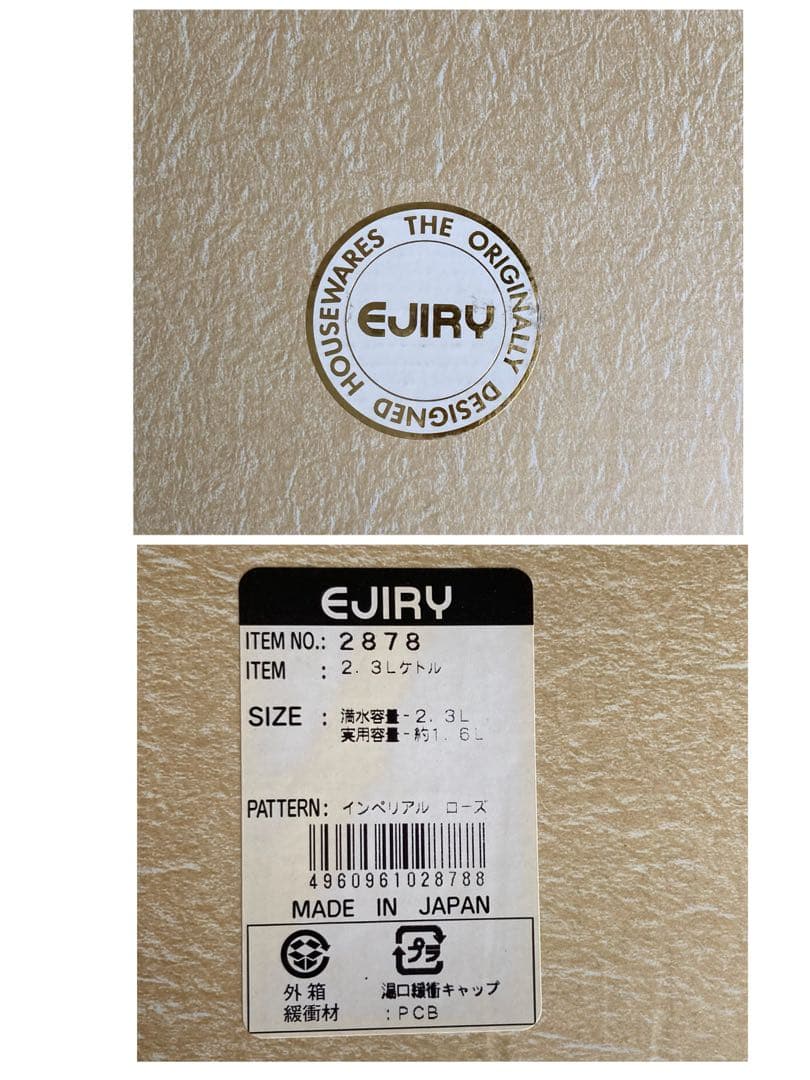 THE ORIGINALLY DESIGNED HOUSEWARES
EJIRY
EJIRY
ITEM NO.: 2878
ITEM : 2.3Lケトル
SIZE : 満水容量-2.3L
実用容量-約1.6L
PATTERN: インペリアル ローズ
4960961028788
MADE IN JAPAN
プラ
外箱 湯口緩衝キャップ
緩衝材 :PCB